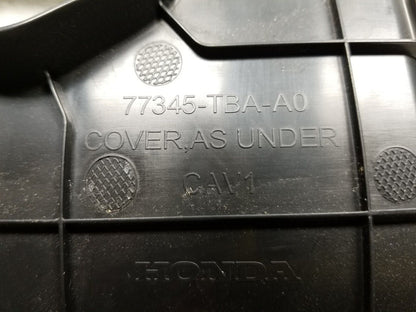 77345-TBA-A0
COVER,AS UNDER
CAV1
HONDA